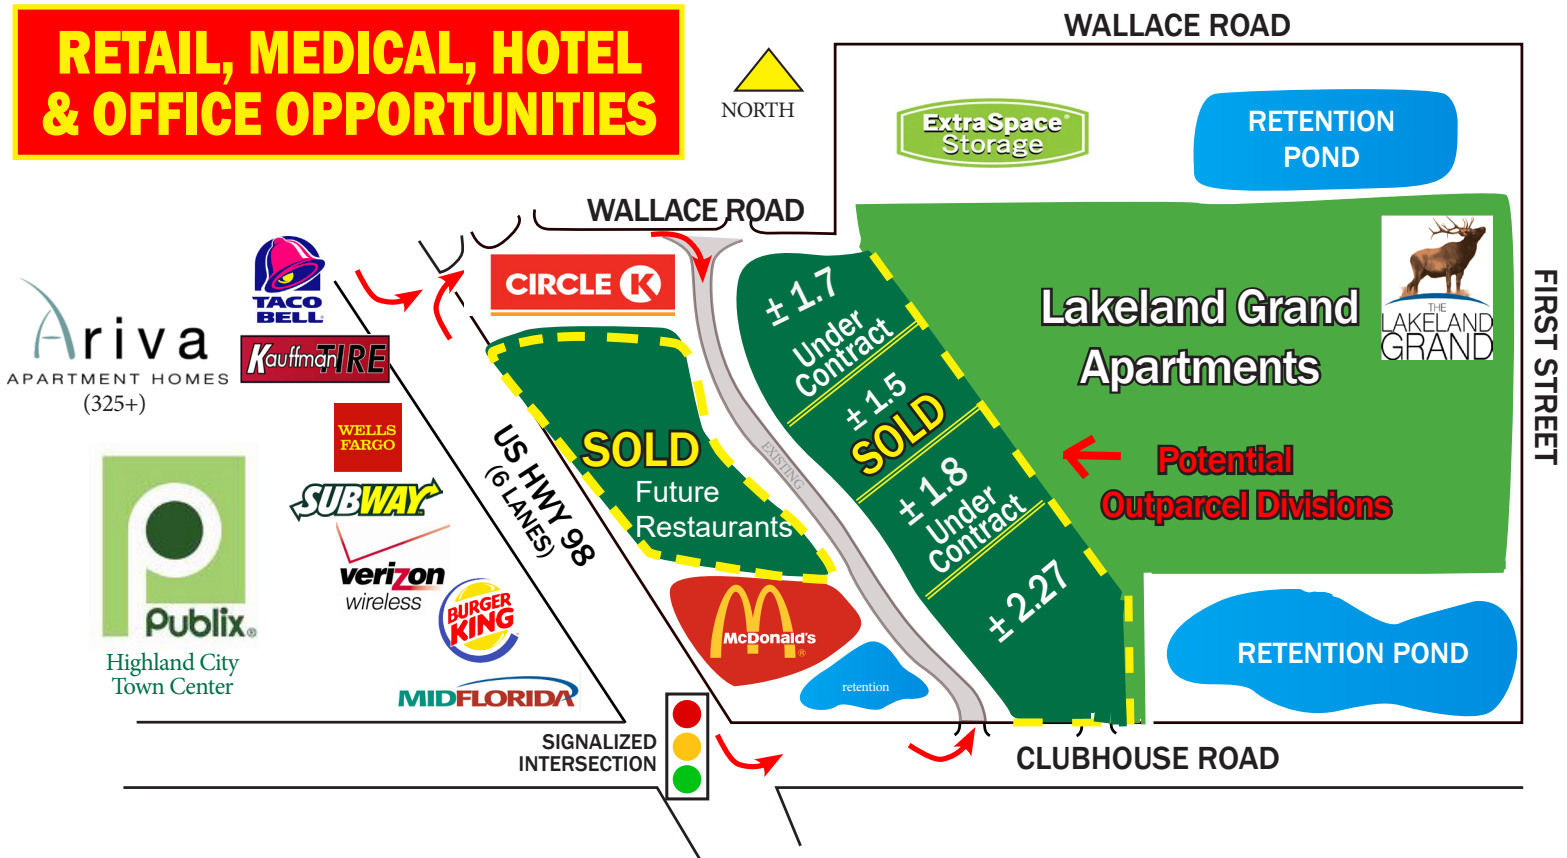 RETAIL, MEDICAL, HOTEL
& OFFICE OPPORTUNITIES
NORTH
WALLACE ROAD
ExtraSpace®
Storage
RETENTION
POND
WALLACE ROAD
TACO
BELL®
CIRCLE K
Ariva
APARTMENT HOMES
(325+)
Kauffman TIRE
± 1.7
Under
Contract
± 1.5
SOLD
± 1.8
Under
Contract
± 2.27
Lakeland Grand
Apartments
THE
LAKELAND
GRAND
FIRST STREET
Potential
Outparcel Divisions
WELLS
FARGO
SUBWAY
verizon
wireless
BURGER
KING
MIDFLORIDA
Publix®
Highland City
Town Center
US HWY 98
(6 LANES)
SOLD
Future
Restaurants
EXISTING
McDonald's
®
retention
RETENTION POND
SIGNALIZED
INTERSECTION
CLUBHOUSE ROAD